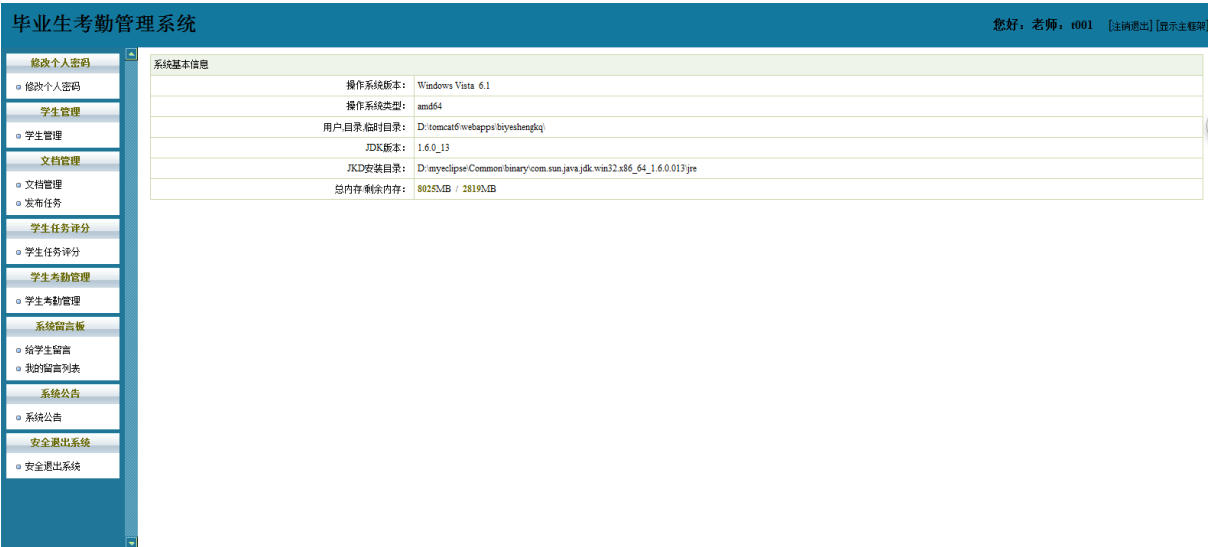 毕业生考勤管理系统
您好：老师：t001 [注销退出] [显示主框架]
修改个人密码
修改个人密码
学生管理
学生管理
文档管理
文档管理
发布任务
学生任务评分
学生任务评分
学生考勤管理
学生考勤管理
系统留言板
给学生留言
我的留言列表
系统公告
系统公告
安全退出系统
安全退出系统
系统基本信息
操作系统版本： Windows Vista 6.1
操作系统类型： amd64
用户,目录,临时目录： D:\tomcat6\webapps\biyeshengkq\
JDK版本： 1.6.0_13
JKD安装目录： D:\myeclipse\Common\binary\com.sun.java.jdk.win32.x86_64_1.6.0.013\jre
总内存/剩余内存： 8025MB / 2819MB